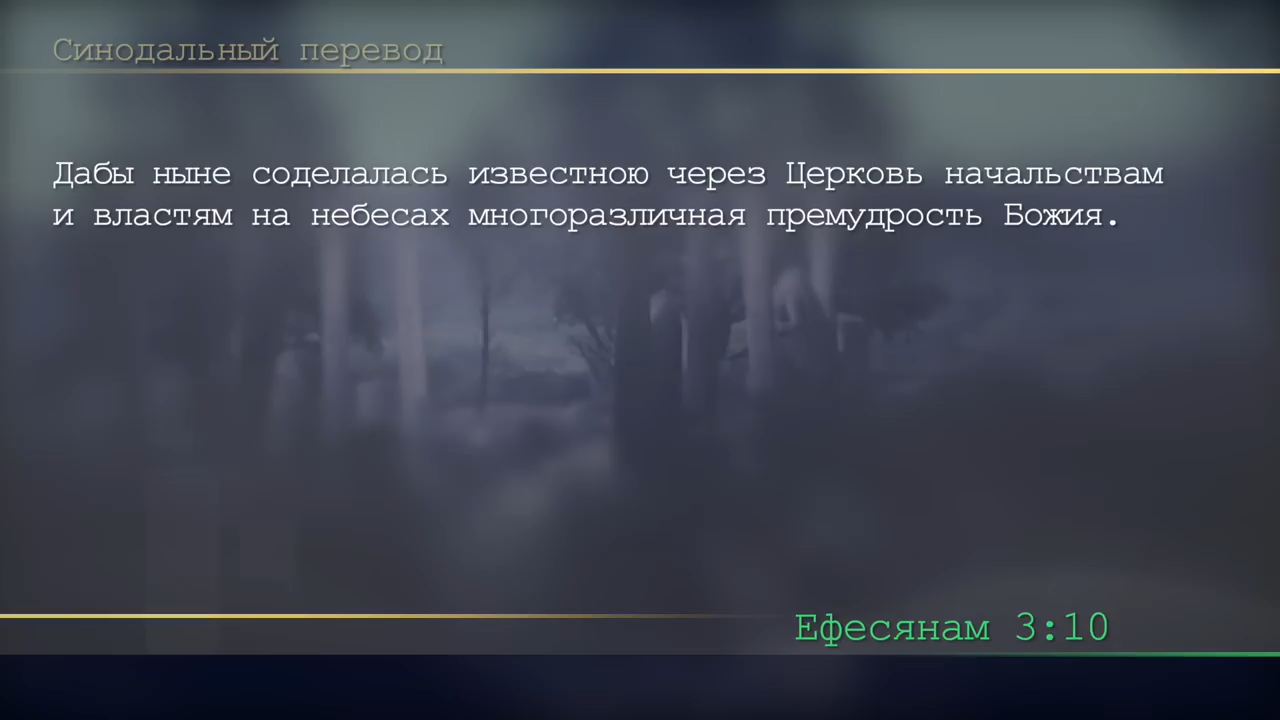 Синодальный перевод
Дабы ныне соделалась известною через Церковь начальствам
и властям на небесах многоразличная премудрость Божия.
Ефесянам 3:10